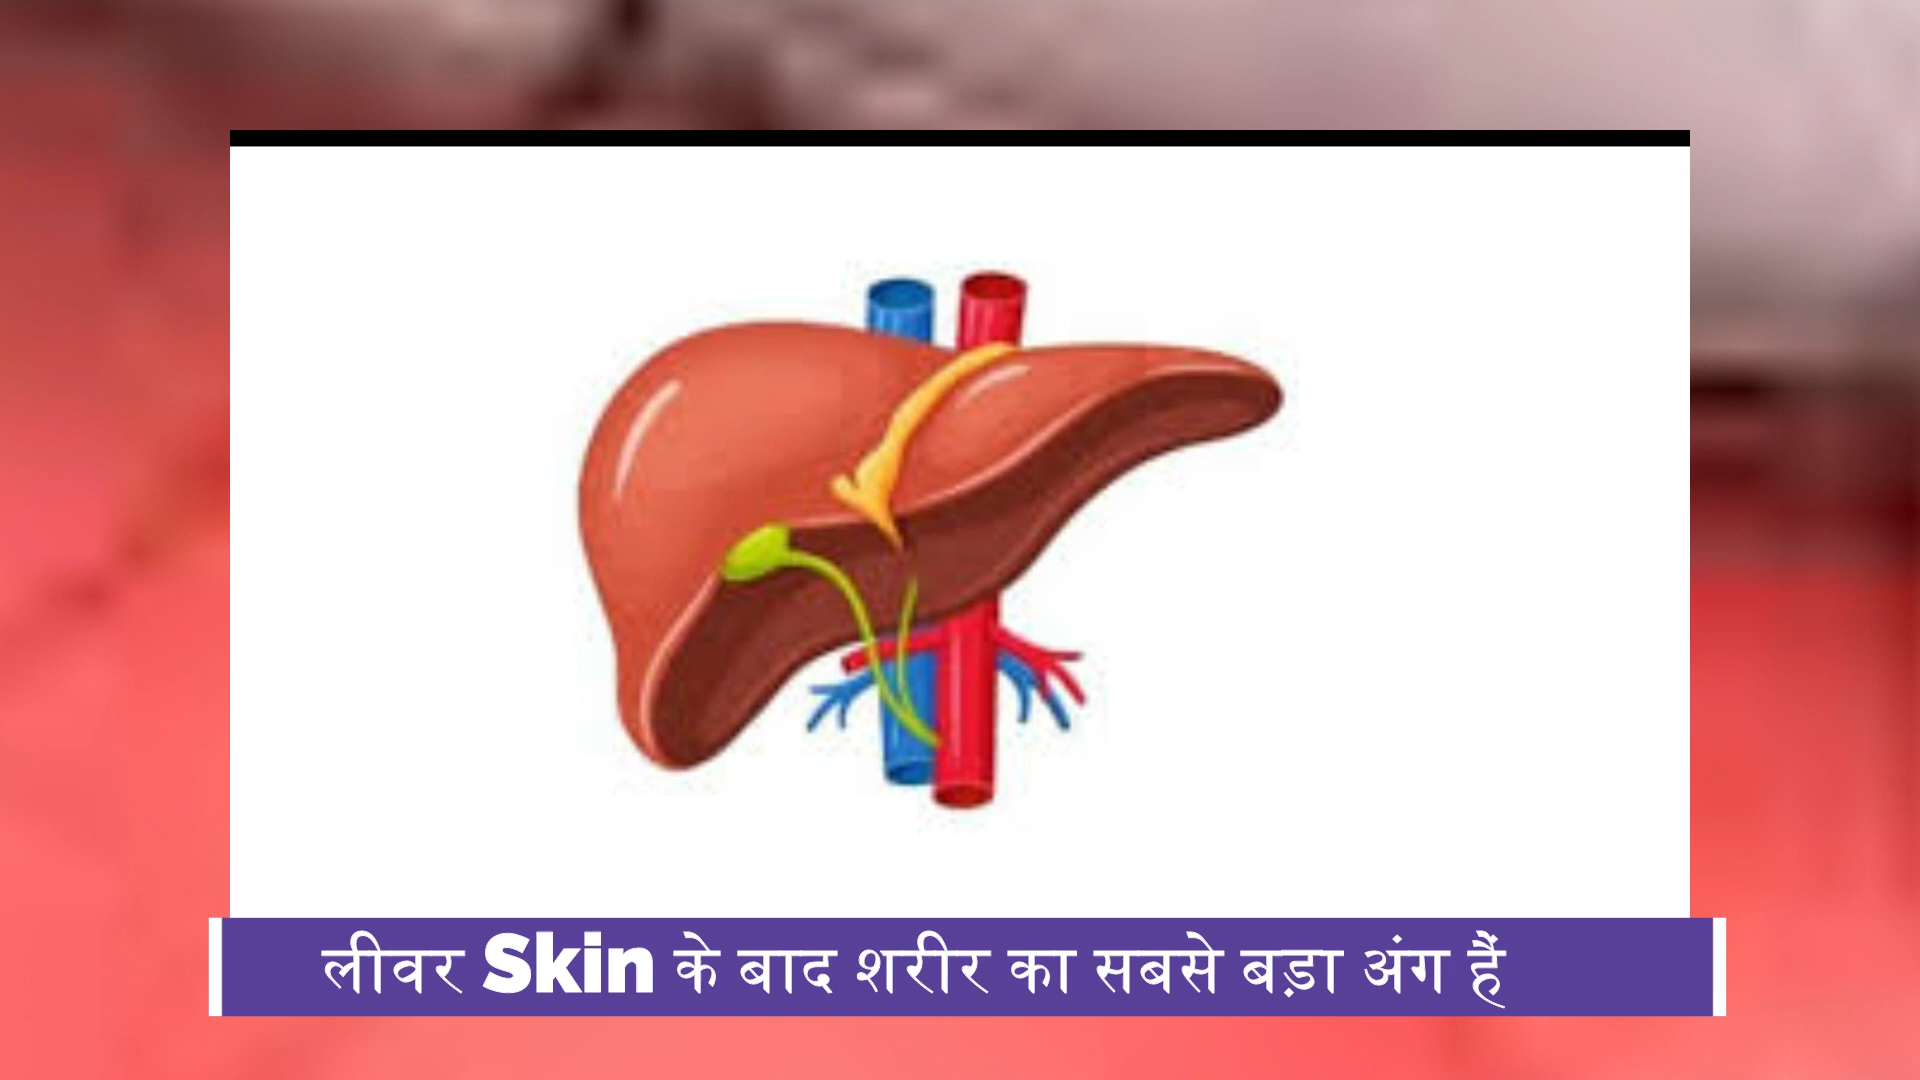 लीवर Skin के बाद शरीर का सबसे बड़ा अंग हैं